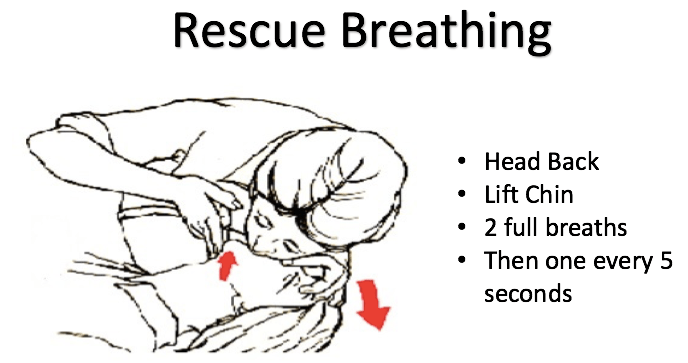 Rescue Breathing
• Head Back
• Lift Chin
• 2 full breaths
• Then one every 5
seconds